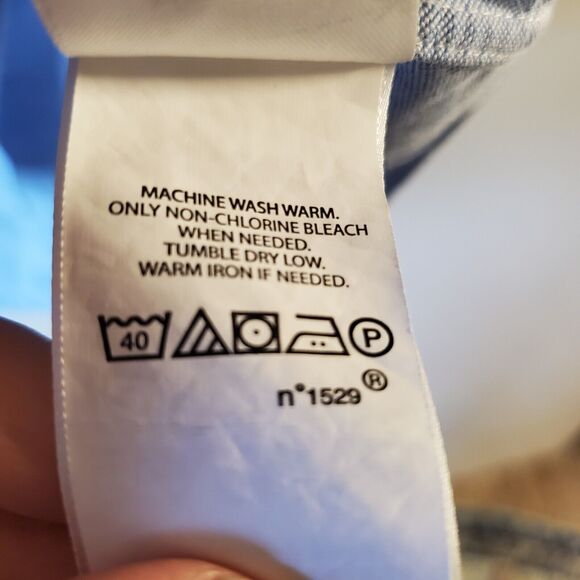 MACHINE WASH WARM.
ONLY NON-CHLORINE BLEACH
WHEN NEEDED.
TUMBLE DRY LOW.
WARM IRON IF NEEDED.
40 P
n°1529®